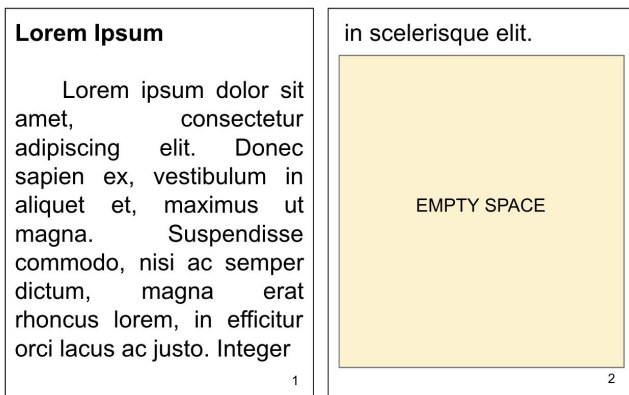 Lorem Ipsum
Lorem ipsum dolor sit
amet, consectetur
adipiscing elit. Donec
sapien ex, vestibulum in
aliquet et, maximus ut
magna. Suspendisse
commodo, nisi ac semper
dictum, magna erat
rhoncus lorem, in efficitur
orci lacus ac justo. Integer
1
in scelerisque elit.
EMPTY SPACE
2